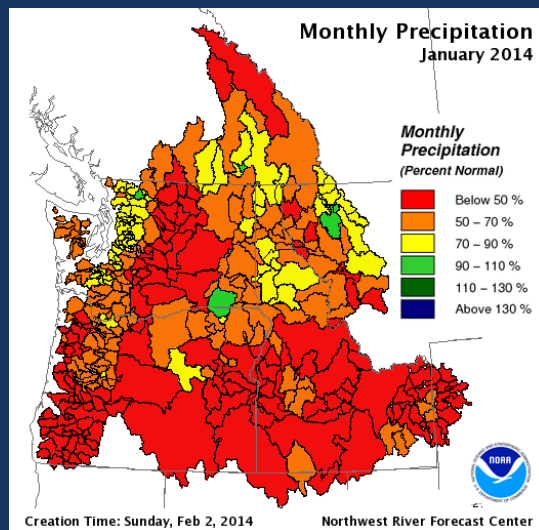 Monthly Precipitation
January 2014
Monthly
Precipitation
(Percent Normal)
Below 50 %
50 – 70 %
70 – 90 %
90 – 110 %
110 – 130 %
Above 130 %
NOAA
Creation Time: Sunday, Feb 2, 2014
Northwest River Forecast Center